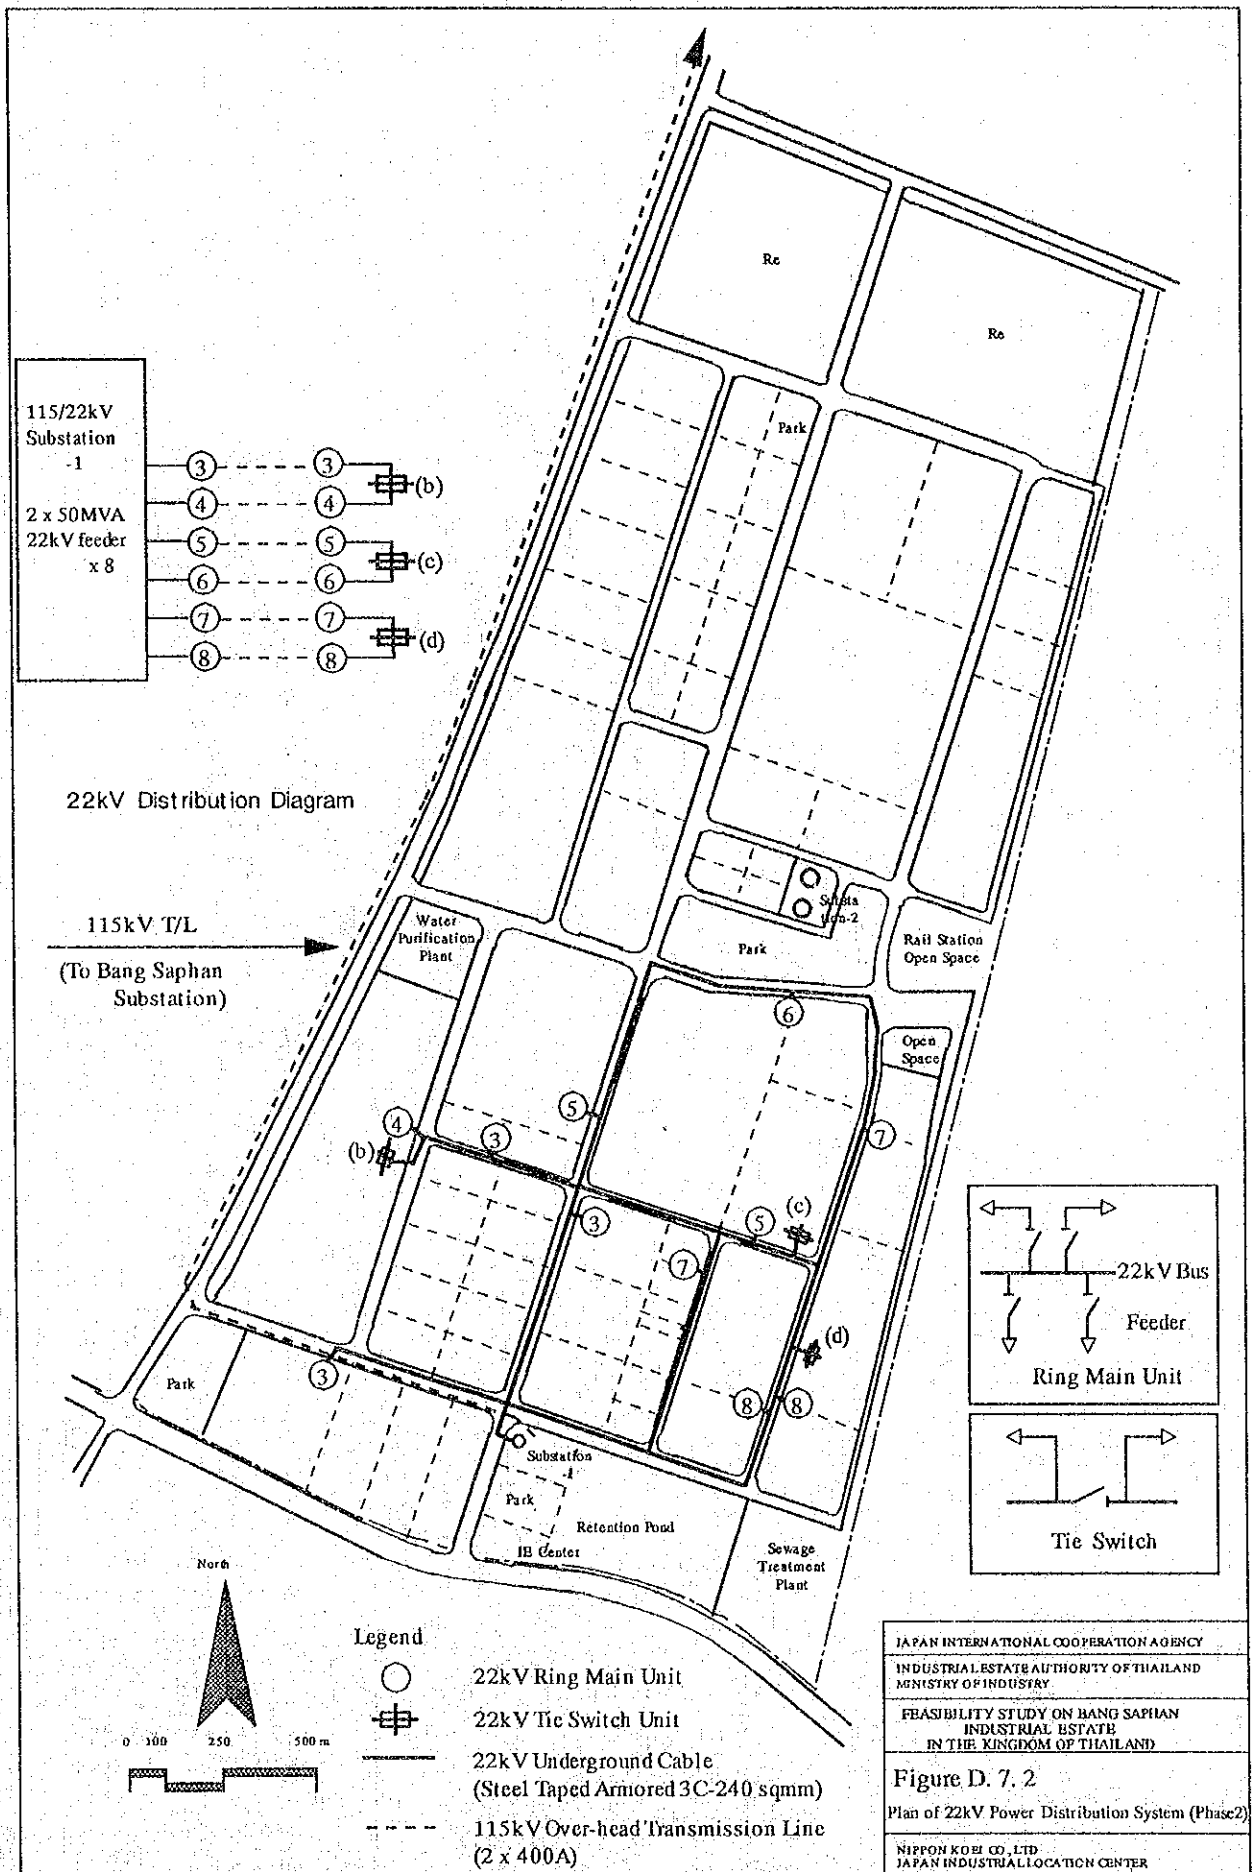 Re
Re
Park
115/22kV
Substation
-1
2 x 50MVA
22kV feeder
x 8
3
3
(b)
4
4
5
5
(c)
6
6
7
7
(d)
8
8
22kV Distribution Diagram
115kV T/L
(To Bang Saphan
Substation)
Water
Purification
Plant
Substa
tion-2
Park
Rail Station
Open Space
6
Open
Space
5
4
3
7
(b)
3
5
(c)
7
(d)
3
8
8
Park
Substation
-1
Park
Retention Pond
IB Center
Sewage
Treatment
Plant
22kV Bus
Feeder
Ring Main Unit
Tie Switch
North
0 100 250 500 m
Legend
22kV Ring Main Unit
22kV Tie Switch Unit
22kV Underground Cable
(Steel Taped Armored 3C-240 sqmm)
115kV Over-head Transmission Line
(2 x 400A)
JAPAN INTERNATIONAL COOPERATION AGENCY
INDUSTRIAL ESTATE AUTHORITY OF THAILAND
MINISTRY OF INDUSTRY
FEASIBILITY STUDY ON BANG SAPHAN
INDUSTRIAL ESTATE
IN THE KINGDOM OF THAILAND
Figure D. 7. 2
Plan of 22kV Power Distribution System (Phase2)
NIPPON KOEI CO., LTD
JAPAN INDUSTRIAL LOCATION CENTER